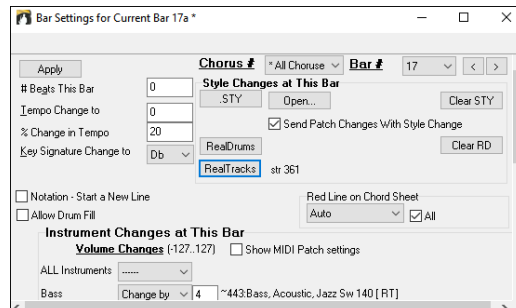 Bar Settings for Current Bar 17a *
Apply
Chorus # * All Choruse Bar # 17 < >
# Begts This Bar 0
Tempo Change to 0
% Change in Tempo 20
Key Signature Change to Db
Style Changes at This Bar
.STY Open... Clear STY
Send Patch Changes With Style Change
RealDrums Clear RD
RealTracks str 361
Notation - Start a New Line
Allow Drum Fill
Red Line on Chord Sheet
Auto All
Instrument Changes at This Bar
Volume Changes (-127..127) Show MIDI Patch settings
ALL Instruments ------
Bass Change by 4 ~443:Bass, Acoustic, Jazz Sw 140 [ RT]